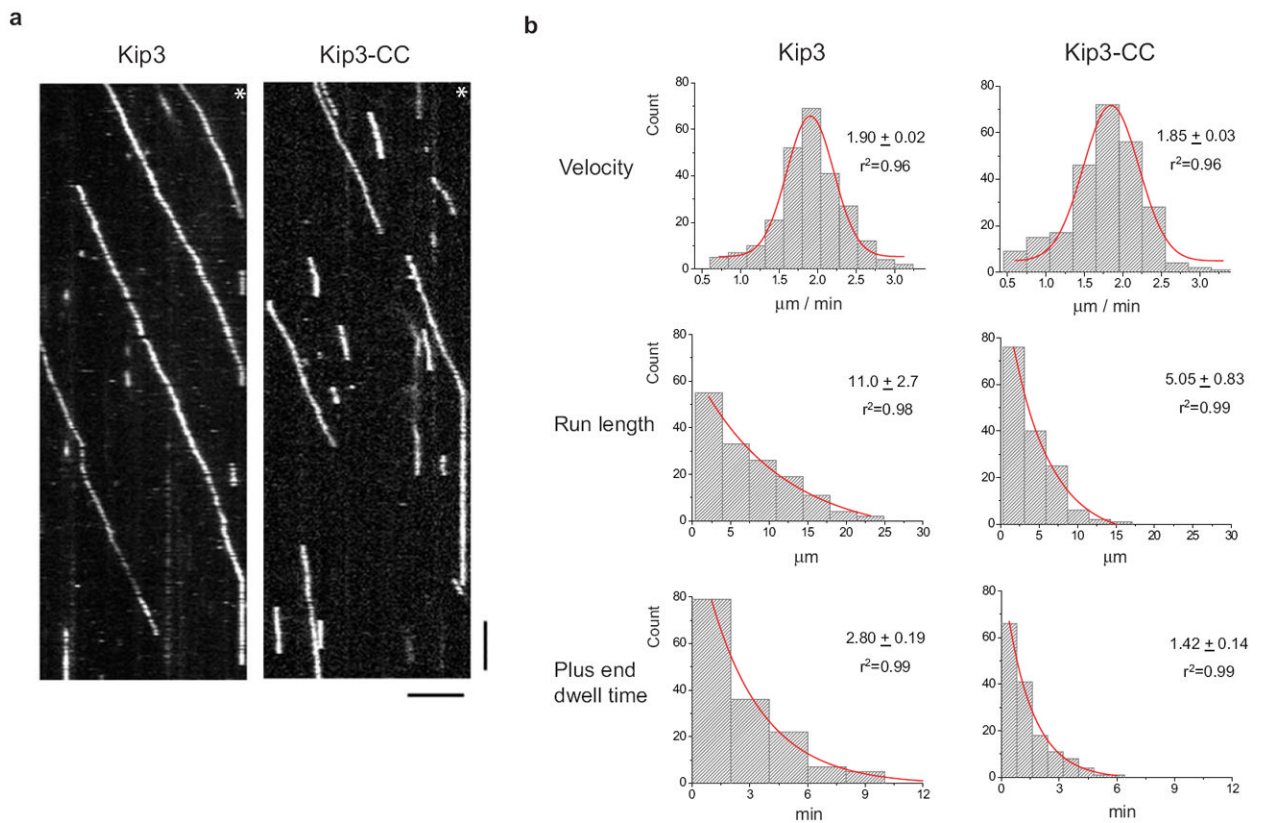 a
Kip3
Kip3-CC
*
*
b
Kip3
Kip3-CC
Velocity
Count
80
60
40
20
0
1.90 ± 0.02
r²=0.96
0.5 1.0 1.5 2.0 2.5 3.0
μm / min
80
60
40
20
0
1.85 ± 0.03
r²=0.96
0.5 1.0 1.5 2.0 2.5 3.0
μm / min
Run length
Count
80
60
40
20
0
11.0 ± 2.7
r²=0.98
0 5 10 15 20 25 30
μm
80
60
40
20
0
5.05 ± 0.83
r²=0.99
0 5 10 15 20 25 30
μm
Plus end
dwell time
Count
80
60
40
20
0
2.80 ± 0.19
r²=0.99
0 3 6 9 12
min
80
60
40
20
0
1.42 ± 0.14
r²=0.99
0 3 6 9 12
min